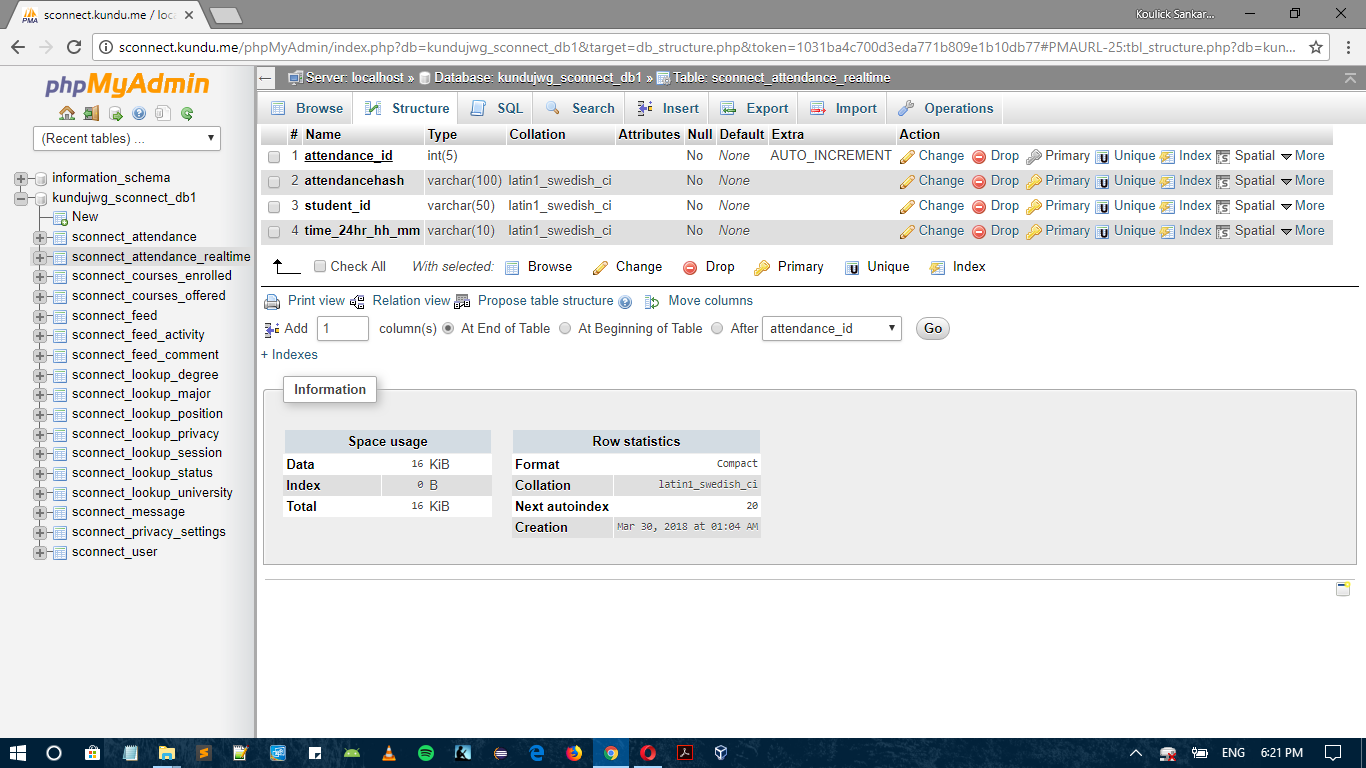 sconnect.kundu.me / loc
Koulick Sankar...
sconnect.kundu.me/phpMyAdmin/index.php?db=kundujwg_sconnect_db1&target=db_structure.php&token=1031ba4c700d3eda771b809e1b10db77#PMAURL-25:tbl_structure.php?db=kun...
phpMyAdmin
(Recent tables) ...
information_schema
kundujwg_sconnect_db1
New
sconnect_attendance
sconnect_attendance_realtime
sconnect_courses_enrolled
sconnect_courses_offered
sconnect_feed
sconnect_feed_activity
sconnect_feed_comment
sconnect_lookup_degree
sconnect_lookup_major
sconnect_lookup_position
sconnect_lookup_privacy
sconnect_lookup_session
sconnect_lookup_status
sconnect_lookup_university
sconnect_message
sconnect_privacy_settings
sconnect_user
Server: localhost » Database: kundujwg_sconnect_db1 » Table: sconnect_attendance_realtime
Browse Structure SQL Search Insert Export Import Operations
# Name Type Collation Attributes Null Default Extra Action
1 attendance_id int(5) No None AUTO_INCREMENT Change Drop Primary Unique Index Spatial More
2 attendancehash varchar(100) latin1_swedish_ci No None Change Drop Primary Unique Index Spatial More
3 student_id varchar(50) latin1_swedish_ci No None Change Drop Primary Unique Index Spatial More
4 time_24hr_hh_mm varchar(10) latin1_swedish_ci No None Change Drop Primary Unique Index Spatial More
Check All With selected: Browse Change Drop Primary Unique Index
Print view Relation view Propose table structure Move columns
Add 1 column(s) At End of Table At Beginning of Table After attendance_id Go
+ Indexes
Information
Space usage
Data 16 KiB
Index 0 B
Total 16 KiB
Row statistics
Format Compact
Collation latin1_swedish_ci
Next autoindex 20
Creation Mar 30, 2018 at 01:04 AM
ENG 6:21 PM